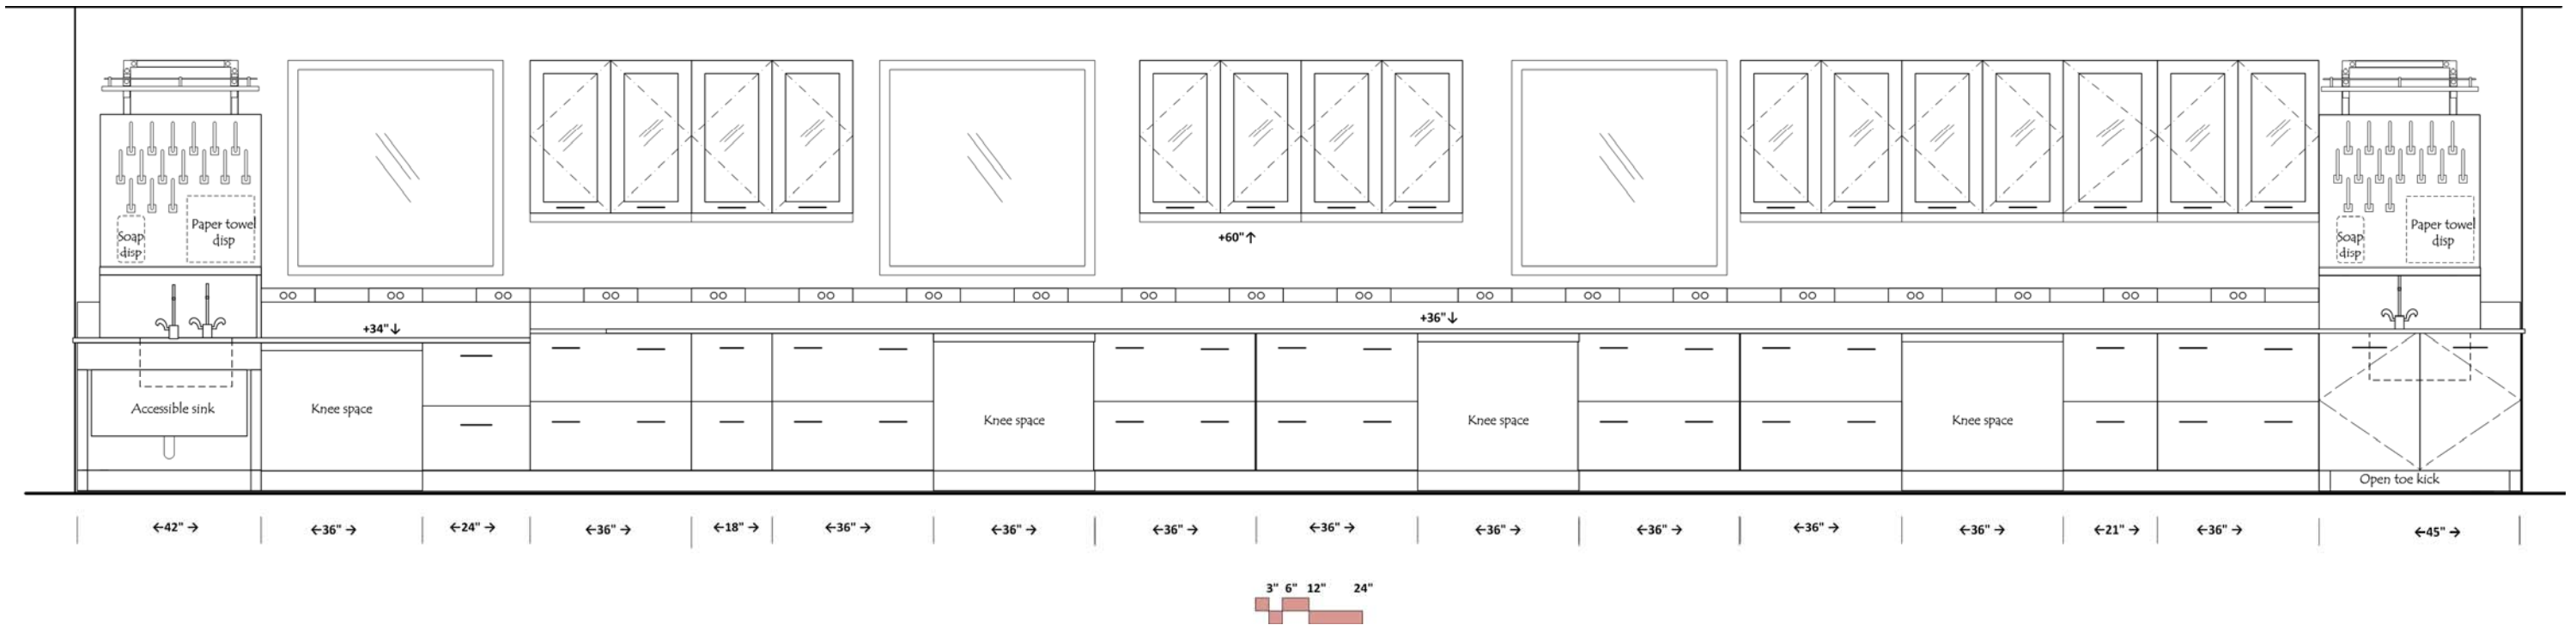 Soap
disp
Paper towel
disp
Soap
disp
Paper towel
disp
+60"↑
+34"↓
+36"↓
Accessible sink
Knee space
Knee space
Knee space
Knee space
Open toe kick
←42" →
←36" →
←24" →
←36" →
←18" →
←36" →
←36" →
←36" →
←36" →
←36" →
←36" →
←36" →
←36" →
←21" →
←36" →
←45" →
3" 6" 12" 24"